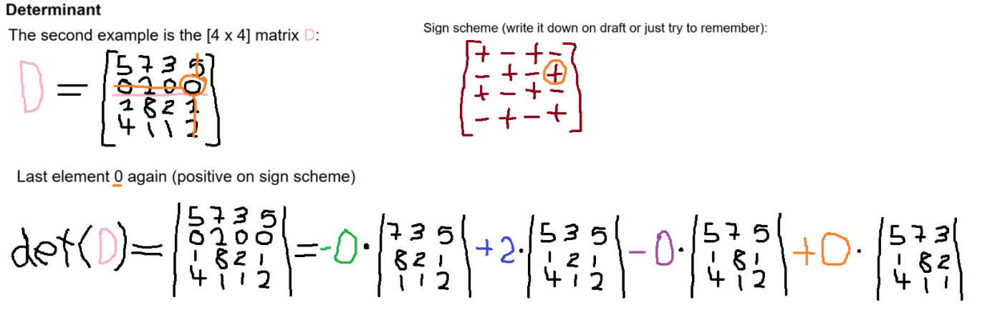 Determinant
The second example is the [4 x 4] matrix D:
Sign scheme (write it down on draft or just try to remember):
D = [5 7 3 5
0 2 0 0
1 8 2 1
4 1 1 2]
[+ - + -
- + - +
+ - + -
- + - +]
Last element 0 again (positive on sign scheme)
det(D) = |5 7 3 5
0 2 0 0
1 8 2 1
4 1 1 2| = -0 · |7 3 5
8 2 1
1 1 2| +2 · |5 3 5
1 2 1
4 1 2| -0 · |5 7 5
1 8 1
4 1 2| +0 · |5 7 3
1 8 2
4 1 1|